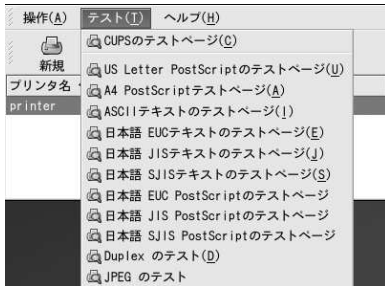 操作(A) テスト(T) ヘルプ(H)
新規
プリンタ名
printer
CUPSのテストページ(C)
US Letter PostScriptのテストページ(U)
A4 PostScriptテストページ(A)
ASCIIテキストのテストページ(I)
日本語 EUCテキストのテストページ(E)
日本語 JISテキストのテストページ(J)
日本語 SJISテキストのテストページ(S)
日本語 EUC PostScriptのテストページ
日本語 JIS PostScriptのテストページ
日本語 SJIS PostScriptのテストページ
Duplex のテスト(D)
JPEG のテスト